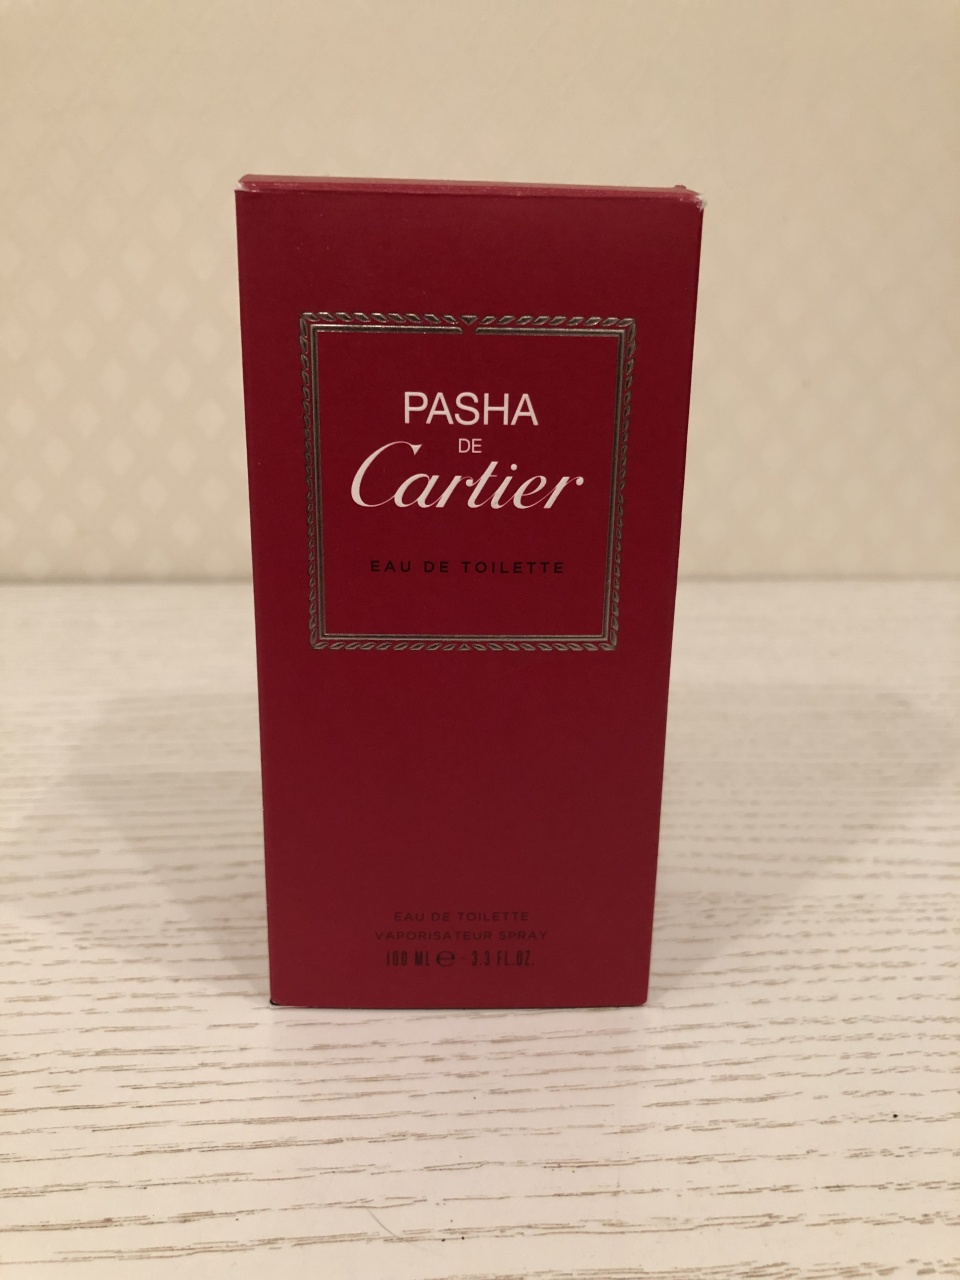 PASHA
DE
Cartier
EAU DE TOILETTE
EAU DE TOILETTE
VAPORISATEUR SPRAY
100 ML ℮ - 3.3 FL.OZ.